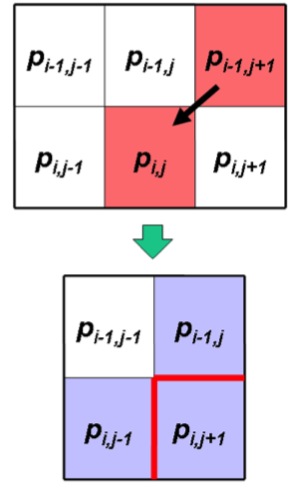 p i-1,j-1 p i-1,j p i-1,j+1
p i,j-1 p i,j p i,j+1
p i-1,j-1 p i-1,j
p i,j-1 p i,j+1